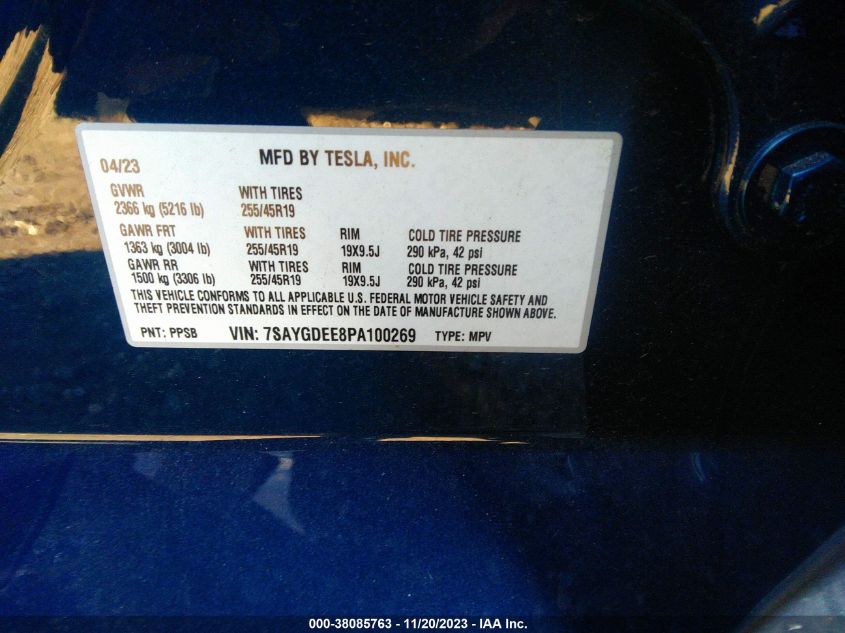 04/23 MFD BY TESLA, INC.
GVWR WITH TIRES
2366 kg (5216 lb) 255/45R19
GAWR FRT WITH TIRES RIM COLD TIRE PRESSURE
1363 kg (3004 lb) 255/45R19 19X9.5J 290 kPa, 42 psi
GAWR RR WITH TIRES RIM COLD TIRE PRESSURE
1500 kg (3306 lb) 255/45R19 19X9.5J 290 kPa, 42 psi
THIS VEHICLE CONFORMS TO ALL APPLICABLE U.S. FEDERAL MOTOR VEHICLE SAFETY AND
THEFT PREVENTION STANDARDS IN EFFECT ON THE DATE OF MANUFACTURE SHOWN ABOVE.
PNT: PPSB VIN: 7SAYGDEE8PA100269 TYPE: MPV
000-38085763 - 11/20/2023 - IAA Inc.